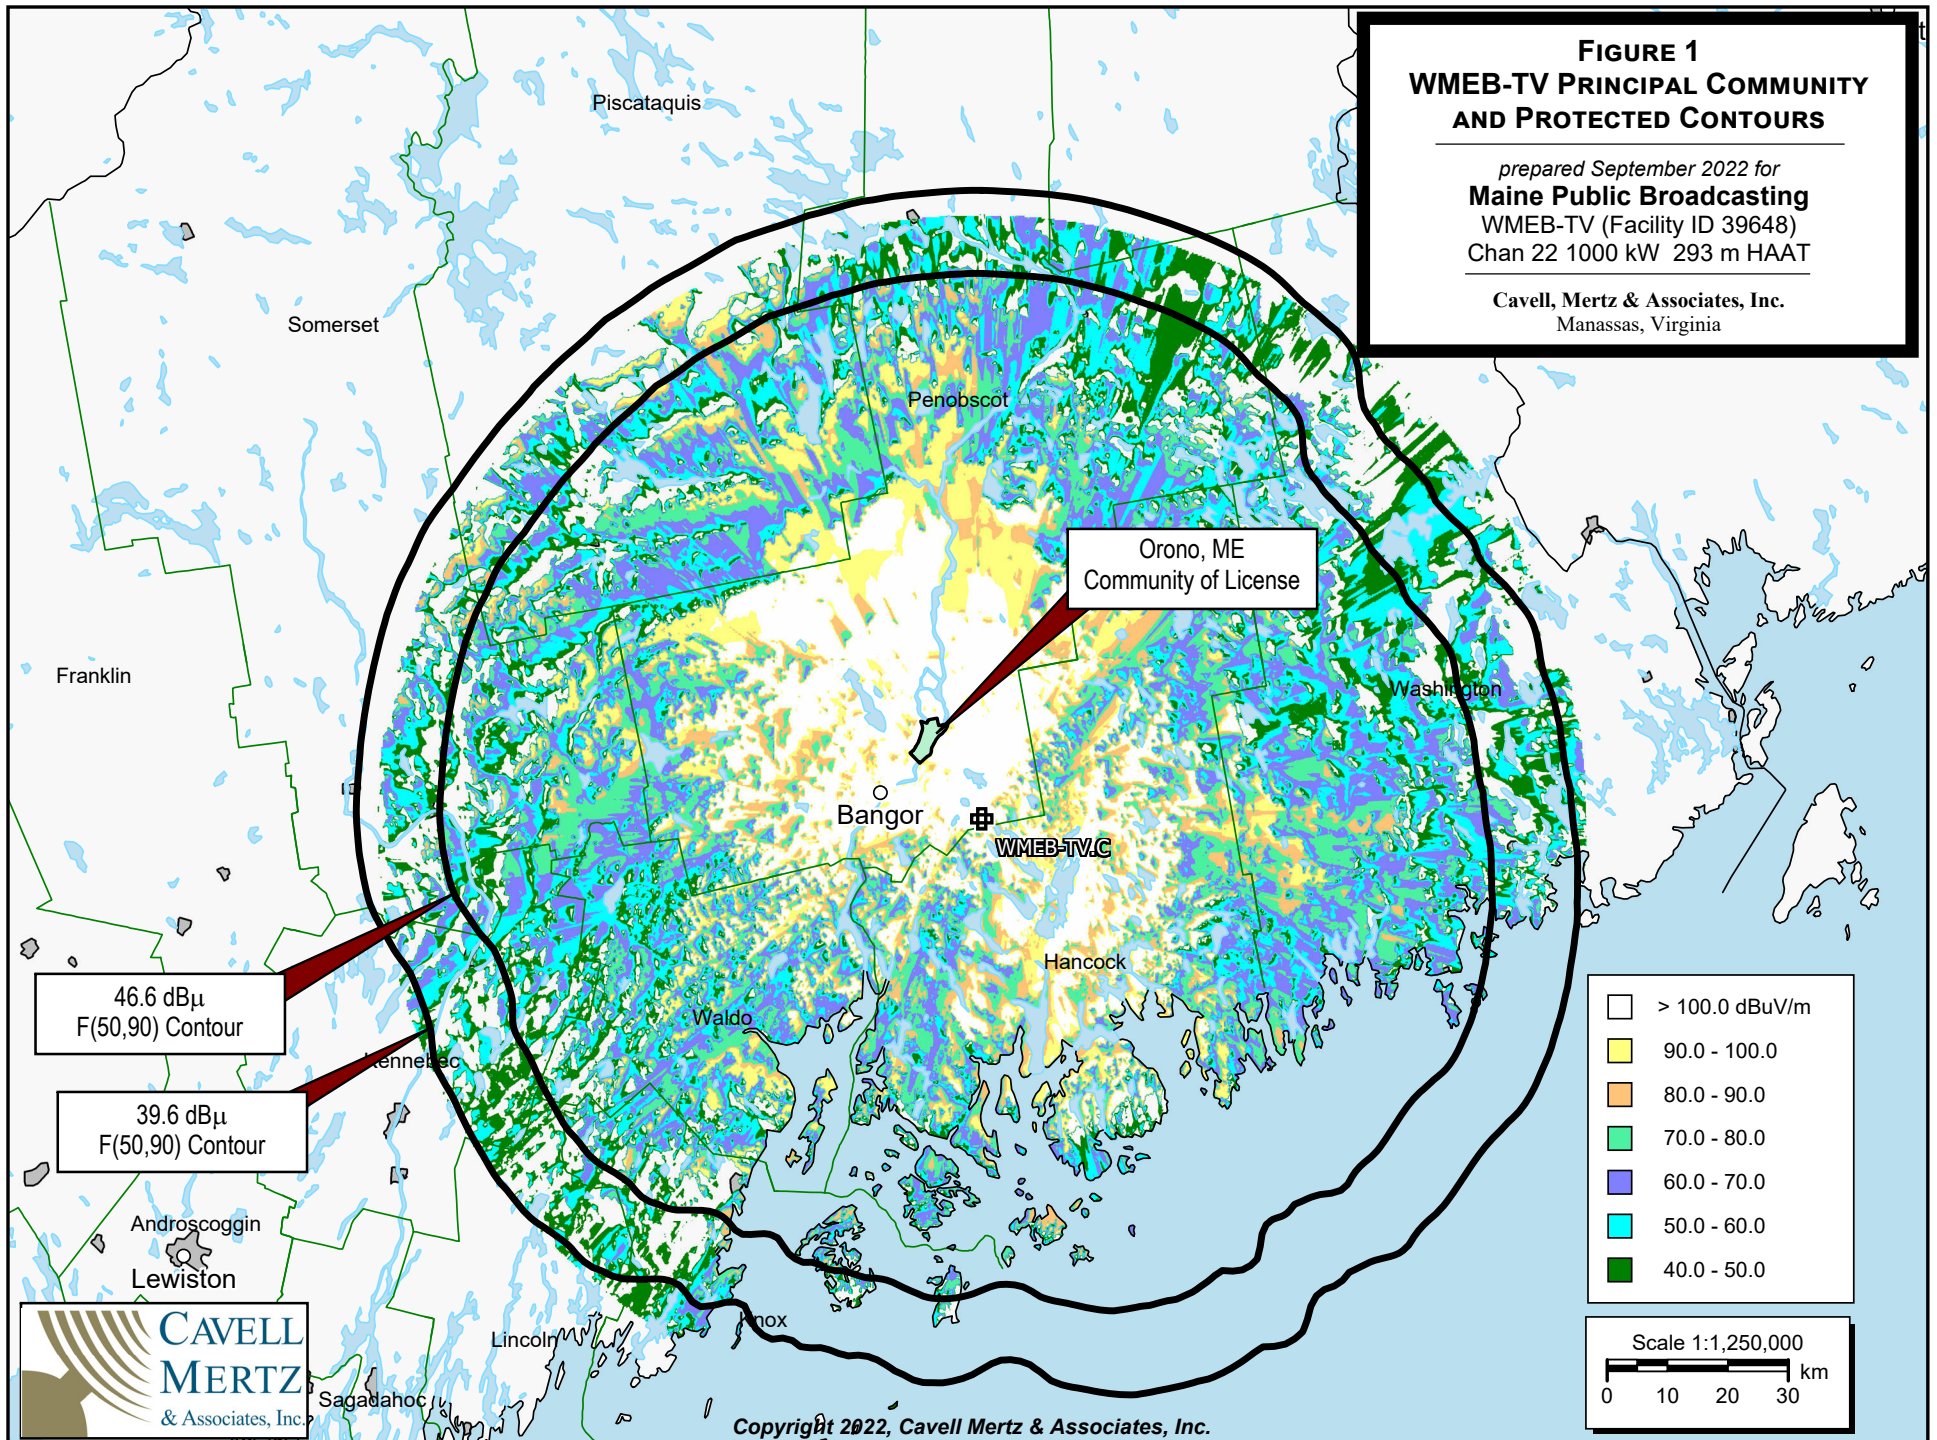 FIGURE 1
WMEB-TV PRINCIPAL COMMUNITY
AND PROTECTED CONTOURS
prepared September 2022 for
Maine Public Broadcasting
WMEB-TV (Facility ID 39648)
Chan 22 1000 kW 293 m HAAT
Cavell, Mertz & Associates, Inc.
Manassas, Virginia
Piscataquis
Somerset
Penobscot
Orono, ME
Community of License
Franklin
Washington
Bangor
WMEB-TV.C
Hancock
46.6 dBμ
F(50,90) Contour
Waldo
Kennebec
39.6 dBμ
F(50,90) Contour
> 100.0 dBuV/m
90.0 - 100.0
80.0 - 90.0
70.0 - 80.0
60.0 - 70.0
50.0 - 60.0
40.0 - 50.0
Androscoggin
Lewiston
Knox
Lincoln
Sagadahoc
Scale 1:1,250,000
km
0 10 20 30
CAVELL
MERTZ
& Associates, Inc.
Copyright 2022, Cavell Mertz & Associates, Inc.